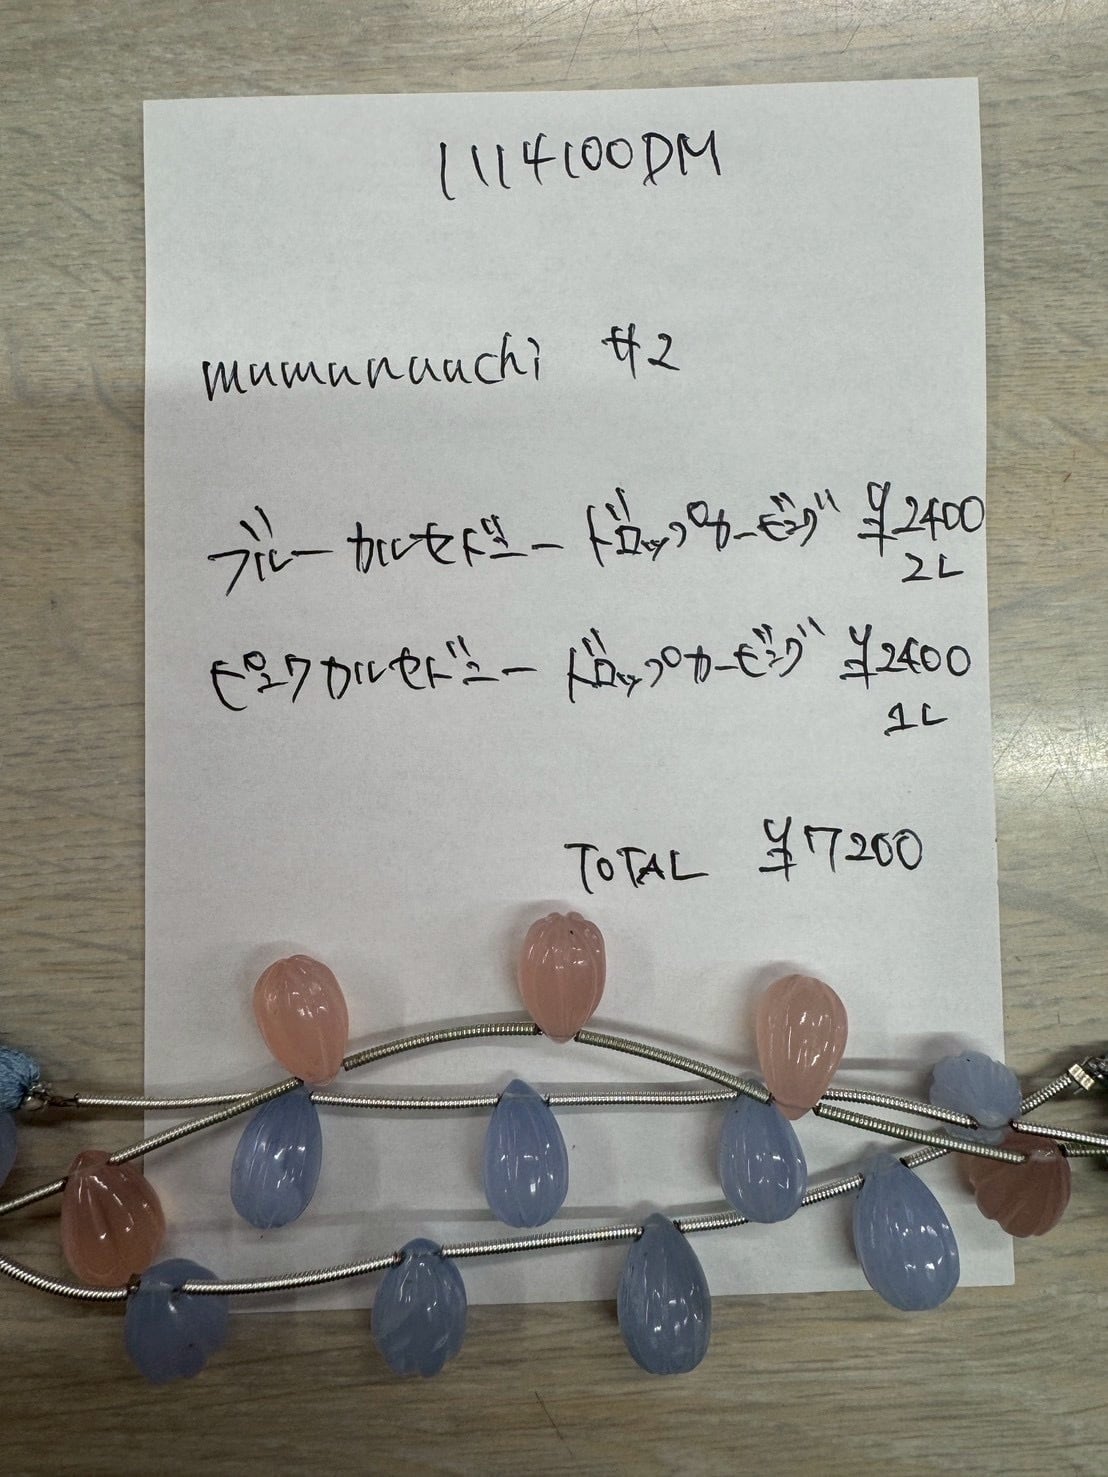 1114100DM
mumunuuchi #2
ブルーカルセドニー ドロップカービング ¥2400
2L
ピンクカルセドニー ドロップカービング ¥2400
1L
TOTAL ¥7200